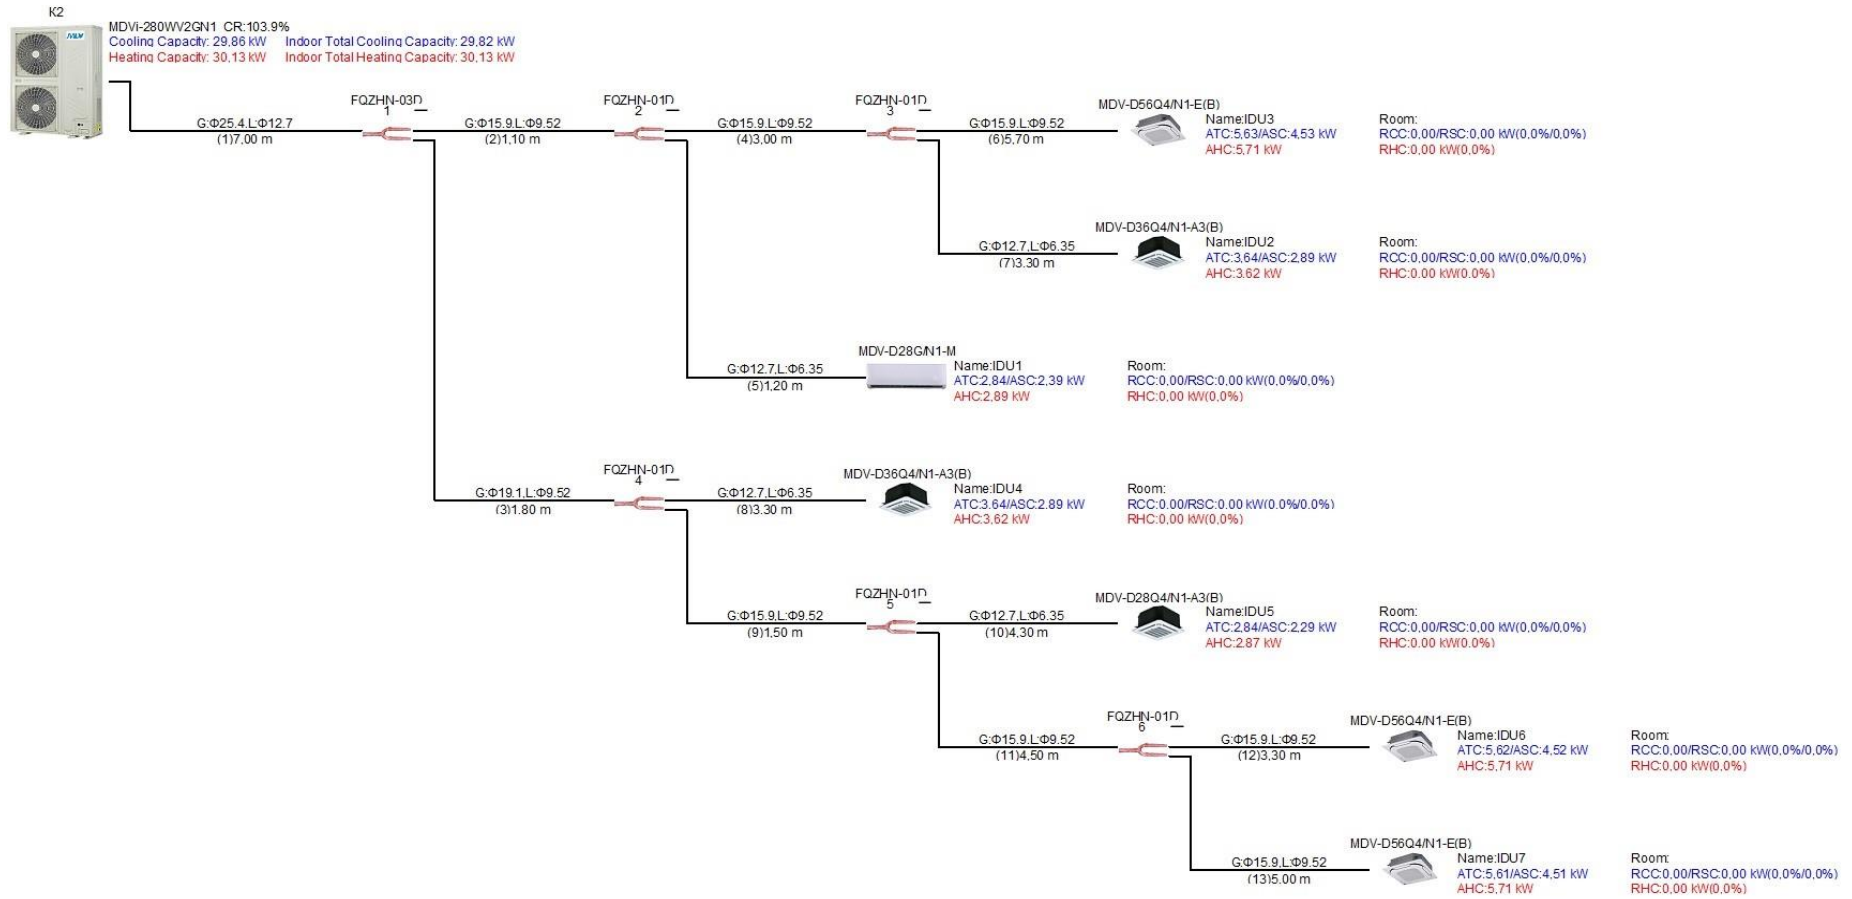 K2
MDV
MDVi-280WV2GN1 CR:103.9%
Cooling Capacity: 29,86 kW Indoor Total Cooling Capacity: 29,82 kW
Heating Capacity: 30,13 kW Indoor Total Heating Capacity: 30,13 kW
FQZHN-03D
1
FQZHN-01D
2
FQZHN-01D
3
G:Φ25.4,L:Φ12.7
(1)7,00 m
G:Φ15.9,L:Φ9.52
(2)1,10 m
G:Φ15.9,L:Φ9.52
(4)3,00 m
G:Φ15.9,L:Φ9.52
(6)5,70 m
MDV-D56Q4/N1-E(B)
Name:IDU3 Room:
ATC:5,63/ASC:4,53 kW RCC:0,00/RSC:0,00 kW(0,0%/0,0%)
AHC:5,71 kW RHC:0,00 kW(0,0%)
MDV-D36Q4/N1-A3(B)
G:Φ12.7,L:Φ6.35
(7)3.30 m
Name:IDU2 Room:
ATC:3,64/ASC:2,89 kW RCC:0,00/RSC:0,00 kW(0,0%/0,0%)
AHC:3.62 kW RHC:0.00 kW(0.0%)
MDV-D28G/N1-M
G:Φ12.7,L:Φ6.35
(5)1,20 m
Name:IDU1 Room:
ATC:2,84/ASC:2,39 kW RCC:0,00/RSC:0,00 kW(0,0%/0,0%)
AHC:2,89 kW RHC:0,00 kW(0,0%)
FQZHN-01D
4
G:Φ19.1,L:Φ9.52
(3)1.80 m
MDV-D36Q4/N1-A3(B)
G:Φ12.7,L:Φ6.35
(8)3.30 m
Name:IDU4 Room:
ATC:3.64/ASC:2.89 kW RCC:0.00/RSC:0.00 kW(0.0%/0.0%)
AHC:3,62 kW RHC:0,00 kW(0,0%)
FQZHN-01D
5
G:Φ15.9,L:Φ9.52
(9)1,50 m
MDV-D28Q4/N1-A3(B)
G:Φ12.7,L:Φ6.35
(10)4,30 m
Name:IDU5 Room:
ATC:2,84/ASC:2,29 kW RCC:0,00/RSC:0,00 kW(0,0%/0,0%)
AHC:2.87 kW RHC:0.00 kW(0.0%)
FQZHN-01D
6
G:Φ15.9,L:Φ9.52
(11)4,50 m
MDV-D56Q4/N1-E(B)
G:Φ15.9,L:Φ9.52
(12)3,30 m
Name:IDU6 Room:
ATC:5,62/ASC:4,52 kW RCC:0,00/RSC:0,00 kW(0,0%/0,0%)
AHC:5,71 kW RHC:0,00 kW(0,0%)
MDV-D56Q4/N1-E(B)
G:Φ15.9,L:Φ9.52
(13)5.00 m
Name:IDU7 Room:
ATC:5,61/ASC:4,51 kW RCC:0,00/RSC:0,00 kW(0,0%/0,0%)
AHC:5,71 kW RHC:0,00 kW(0,0%)